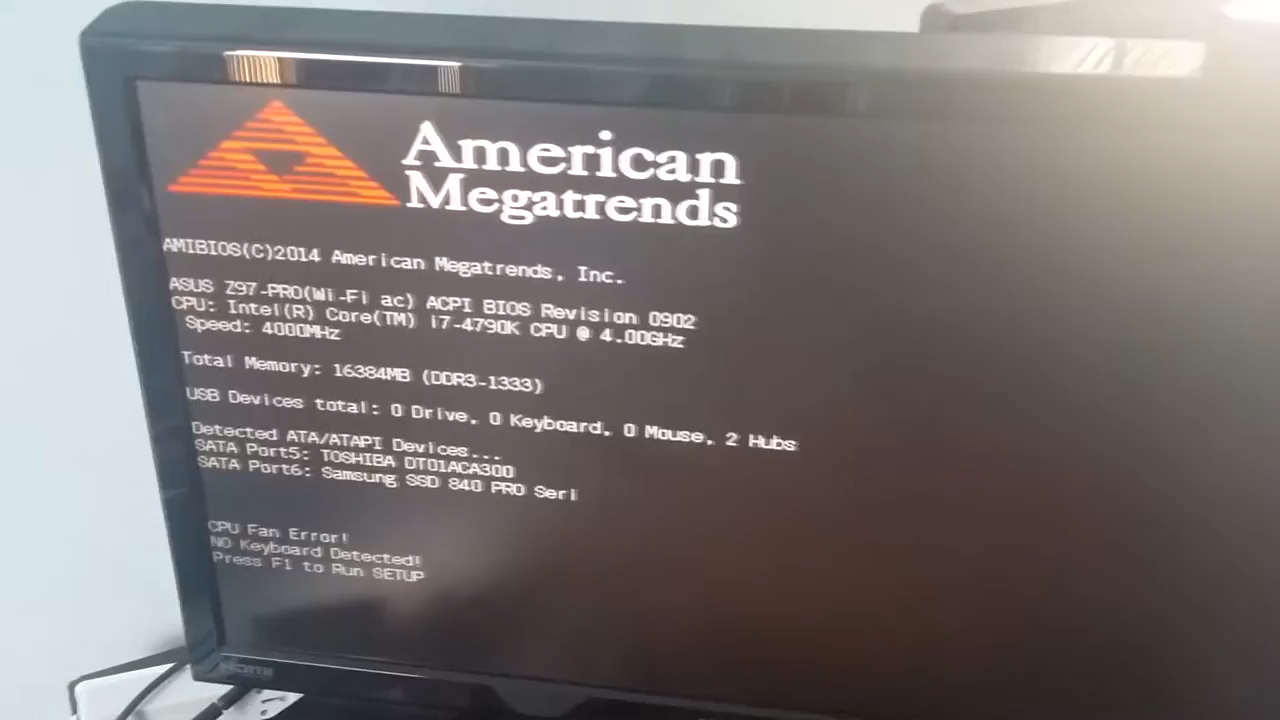 American
Megatrends
AMIBIOS(C)2014 American Megatrends, Inc.
ASUS Z97-PRO(Wi-Fi ac) ACPI BIOS Revision 0902
CPU: Intel(R) Core(TM) i7-4790K CPU @ 4.00GHz
Speed: 4000MHz
Total Memory: 16384MB (DDR3-1333)
USB Devices total: 0 Drive, 0 Keyboard, 0 Mouse, 2 Hubs
Detected ATA/ATAPI Devices...
SATA Port5: TOSHIBA DT01ACA300
SATA Port6: Samsung SSD 840 PRO Seri
CPU Fan Error!
NO Keyboard Detected!
Press F1 to Run SETUP
HDMI